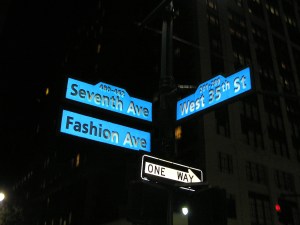 Seventh Ave
Fashion Ave
West 35th St
ONE WAY